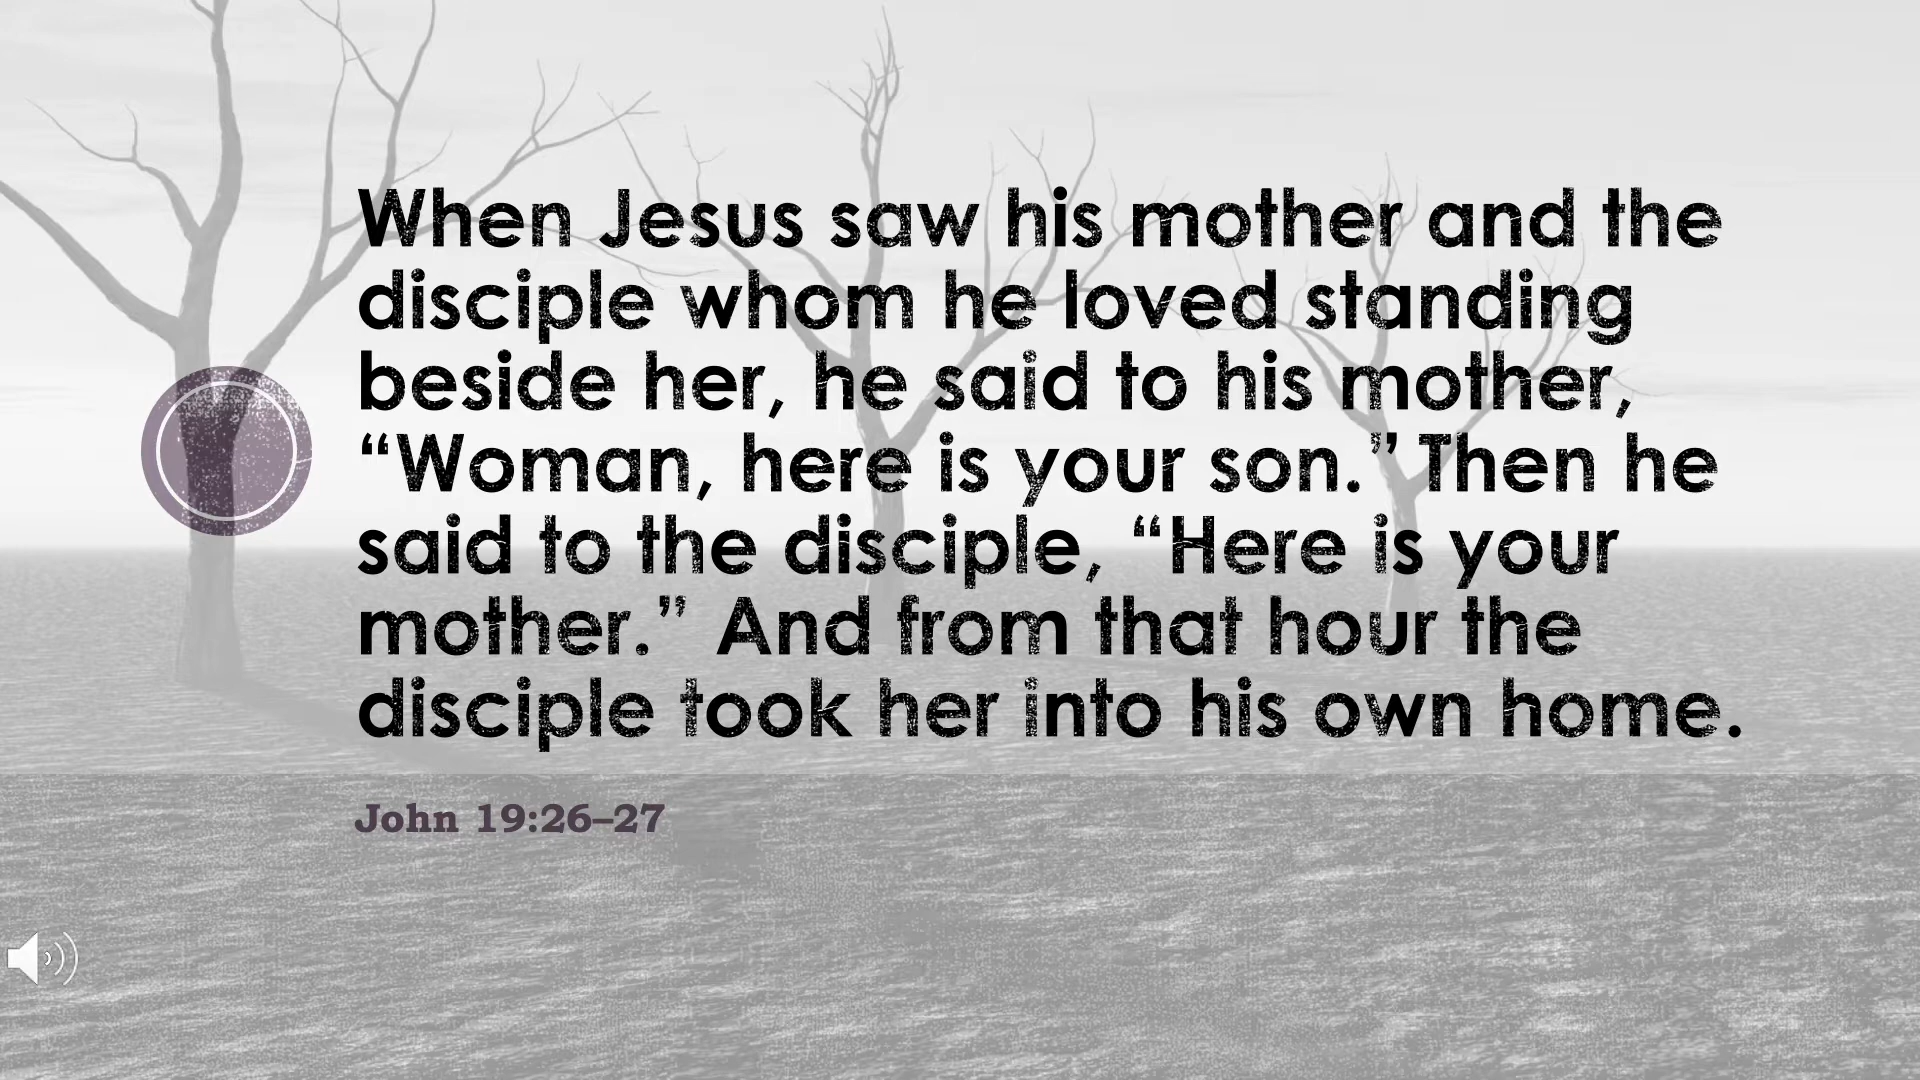 When Jesus saw his mother and the
disciple whom he loved standing
beside her, he said to his mother,
“Woman, here is your son.” Then he
said to the disciple, “Here is your
mother.” And from that hour the
disciple took her into his own home.
John 19:26–27